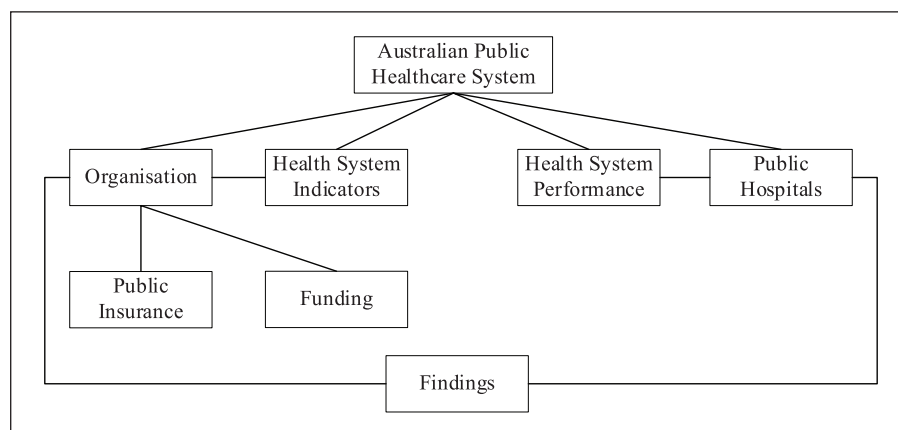 Australian Public
Healthcare System
Organisation
Health System
Indicators
Health System
Performance
Public
Hospitals
Public
Insurance
Funding
Findings